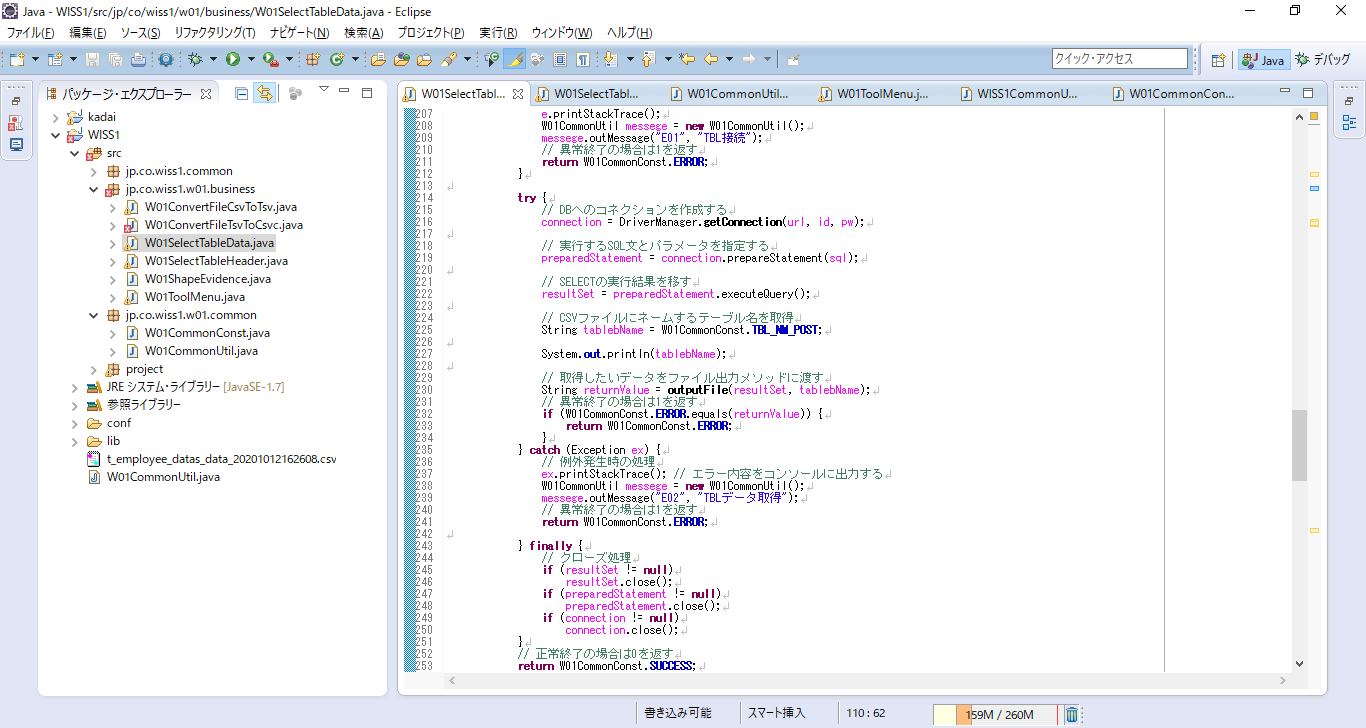 Java - WISS1/src/jp/co/wiss1/w01/business/W01SelectTableData.java - Eclipse
ファイル(F) 編集(E) ソース(S) リファクタリング(T) ナビゲート(N) 検索(A) プロジェクト(P) 実行(R) ウィンドウ(W) ヘルプ(H)
クイック・アクセス Java デバッグ
パッケージ・エクスプローラー
kadai
WISS1
src
jp.co.wiss1.common
jp.co.wiss1.w01.business
W01ConvertFileCsvToTsv.java
W01ConvertFileTsvToCsvc.java
W01SelectTableData.java
W01SelectTableHeader.java
W01ShapeEvidence.java
W01ToolMenu.java
jp.co.wiss1.w01.common
W01CommonConst.java
W01CommonUtil.java
project
JRE システム・ライブラリー [JavaSE-1.7]
参照ライブラリー
conf
lib
t_employee_datas_data_20201012162608.csv
W01CommonUtil.java
W01SelectTabl... W01SelectTabl... W01CommonUtil... W01ToolMenu.j... WISS1CommonU... W01CommonCon...
207 e.printStackTrace();
208 W01CommonUtil messege = new W01CommonUtil();
209 messege.outMessage("E01", "TBL接続");
210 // 異常終了の場合は1を返す
211 return W01CommonConst.ERROR;
212 }
213
214 try {
215 // DBへのコネクションを作成する
216 connection = DriverManager.getConnection(url, id, pw);
217
218 // 実行するSQL文とパラメータを指定する
219 preparedStatement = connection.prepareStatement(sql);
220
221 // SELECTの実行結果を移す
222 resultSet = preparedStatement.executeQuery();
223
224 // CSVファイルにネームするテーブル名を取得
225 String tablebName = W01CommonConst.TBL_NM_POST;
226
227 System.out.println(tablebName);
228
229 // 取得したいデータをファイル出力メソッドに渡す
230 String returnValue = outputFile(resultSet, tablebName);
231 // 異常終了の場合は1を返す
232 if (W01CommonConst.ERROR.equals(returnValue)) {
233 return W01CommonConst.ERROR;
234 }
235 } catch (Exception ex) {
236 // 例外発生時の処理
237 ex.printStackTrace(); // エラー内容をコンソールに出力する
238 W01CommonUtil messege = new W01CommonUtil();
239 messege.outMessage("E02", "TBLデータ取得");
240 // 異常終了の場合は1を返す
241 return W01CommonConst.ERROR;
242
243 } finally {
244 // クローズ処理
245 if (resultSet != null)
246 resultSet.close();
247 if (preparedStatement != null)
248 preparedStatement.close();
249 if (connection != null)
250 connection.close();
251 }
252 // 正常終了の場合は0を返す
253 return W01CommonConst.SUCCESS;
書き込み可能 スマート挿入 110 : 62 159M / 260M